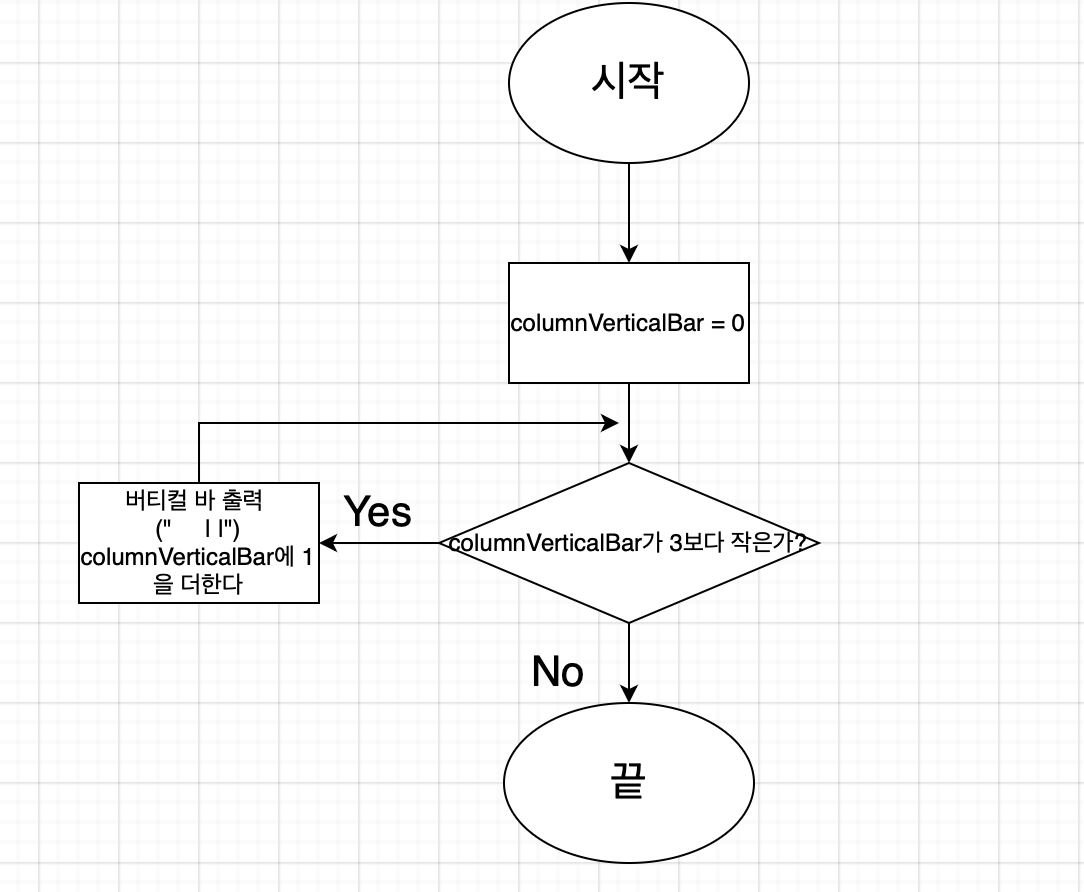 시작
columnVerticalBar = 0
버티컬 바 출력
("     I I")
columnVerticalBar에 1
을 더한다
Yes
columnVerticalBar가 3보다 작은가?
No
끝